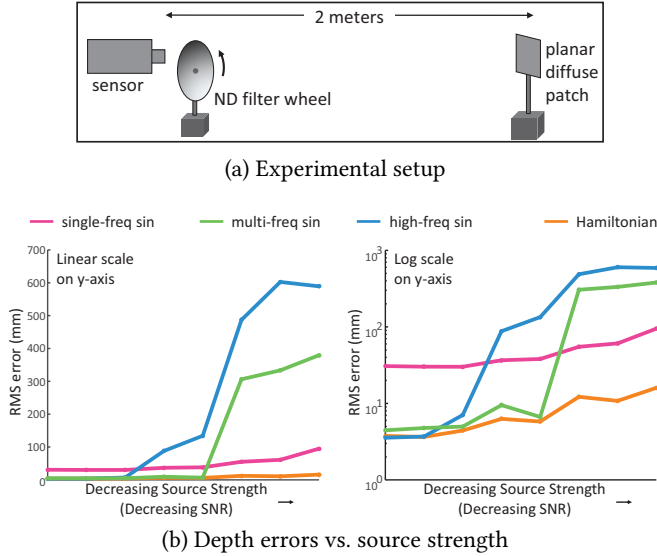 2 meters
sensor
ND filter wheel
planar
diffuse
patch
(a) Experimental setup
single-freq sin
multi-freq sin
high-freq sin
Hamiltonian
700
600
500
400
300
200
100
0
RMS error (mm)
Linear scale
on y-axis
Decreasing Source Strength
(Decreasing SNR)
10³
10²
10¹
10⁰
RMS error (mm)
Log scale
on y-axis
Decreasing Source Strength
(Decreasing SNR)
(b) Depth errors vs. source strength